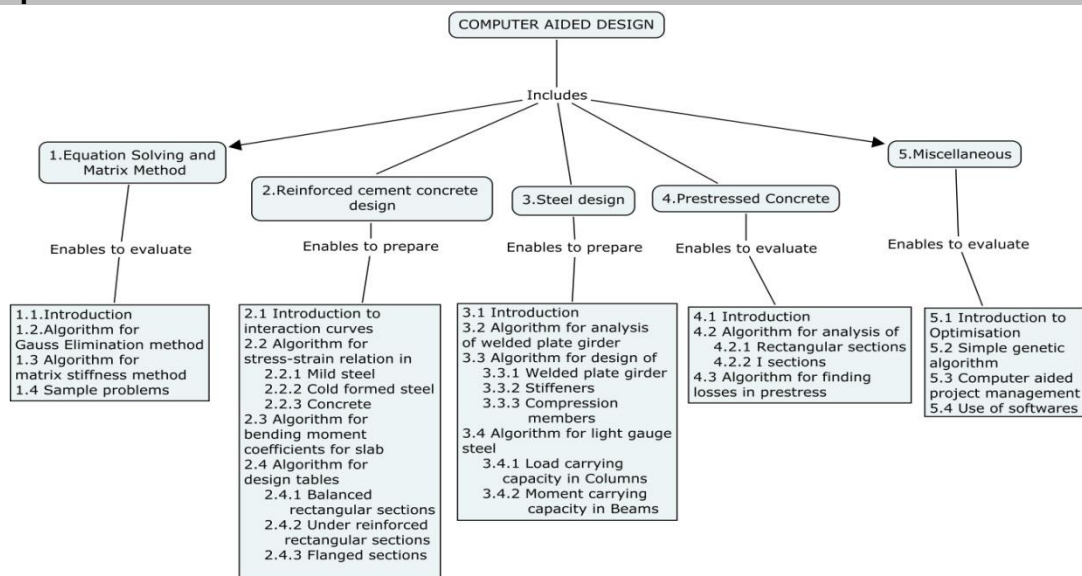 COMPUTER AIDED DESIGN
Includes
1.Equation Solving and
Matrix Method
2.Reinforced cement concrete
design
3.Steel design
4.Prestressed Concrete
5.Miscellaneous
Enables to evaluate
Enables to prepare
Enables to prepare
Enables to evaluate
Enables to evaluate
1.1.Introduction
1.2.Algorithm for
Gauss Elimination method
1.3 Algorithm for
matrix stiffness method
1.4 Sample problems
2.1 Introduction to
interaction curves
2.2 Algorithm for
stress-strain relation in
2.2.1 Mild steel
2.2.2 Cold formed steel
2.2.3 Concrete
2.3 Algorithm for
bending moment
coefficients for slab
2.4 Algorithm for
design tables
2.4.1 Balanced
rectangular sections
2.4.2 Under reinforced
rectangular sections
2.4.3 Flanged sections
3.1 Introduction
3.2 Algorithm for analysis
of welded plate girder
3.3 Algorithm for design of
3.3.1 Welded plate girder
3.3.2 Stiffeners
3.3.3 Compression
members
3.4 Algorithm for light gauge
steel
3.4.1 Load carrying
capacity in Columns
3.4.2 Moment carrying
capacity in Beams
4.1 Introduction
4.2 Algorithm for analysis of
4.2.1 Rectangular sections
4.2.2 I sections
4.3 Algorithm for finding
losses in prestress
5.1 Introduction to
Optimisation
5.2 Simple genetic
algorithm
5.3 Computer aided
project management
5.4 Use of softwares